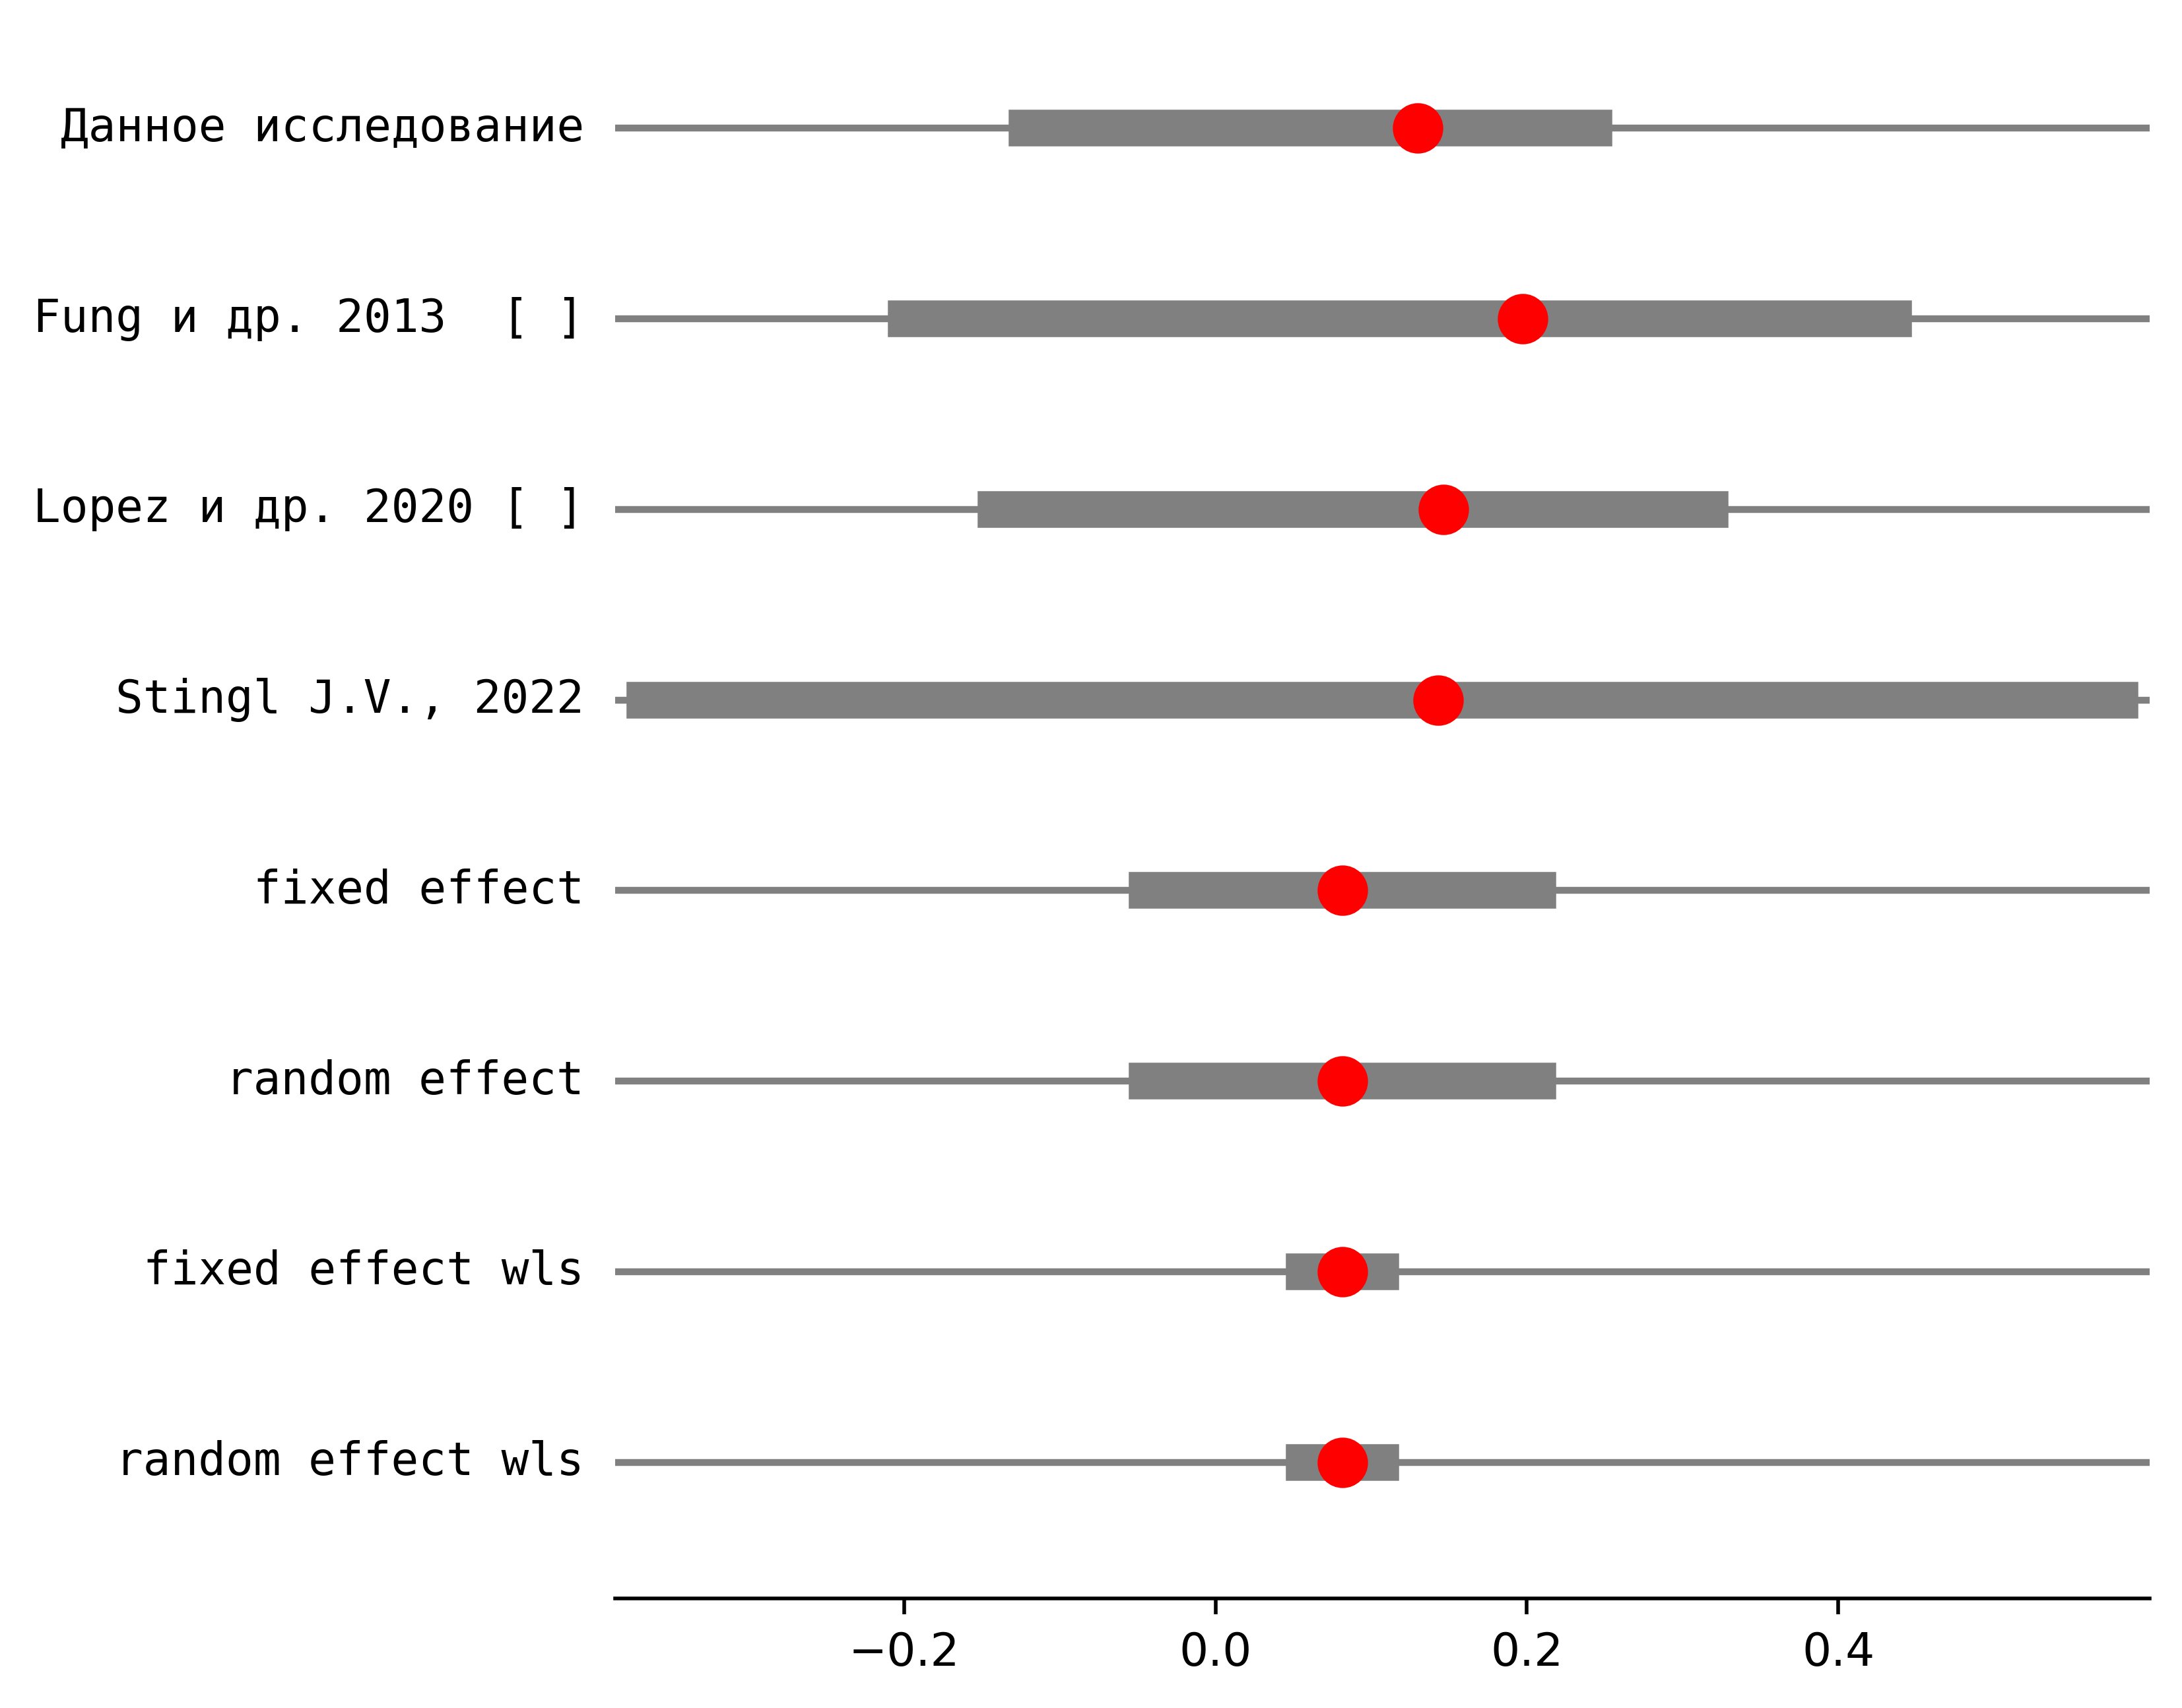 Данное исследование
Fung и др. 2013  [ ]
Lopez и др. 2020 [ ]
Stingl J.V., 2022
fixed effect
random effect
fixed effect wls
random effect wls
−0.2 0.0 0.2 0.4